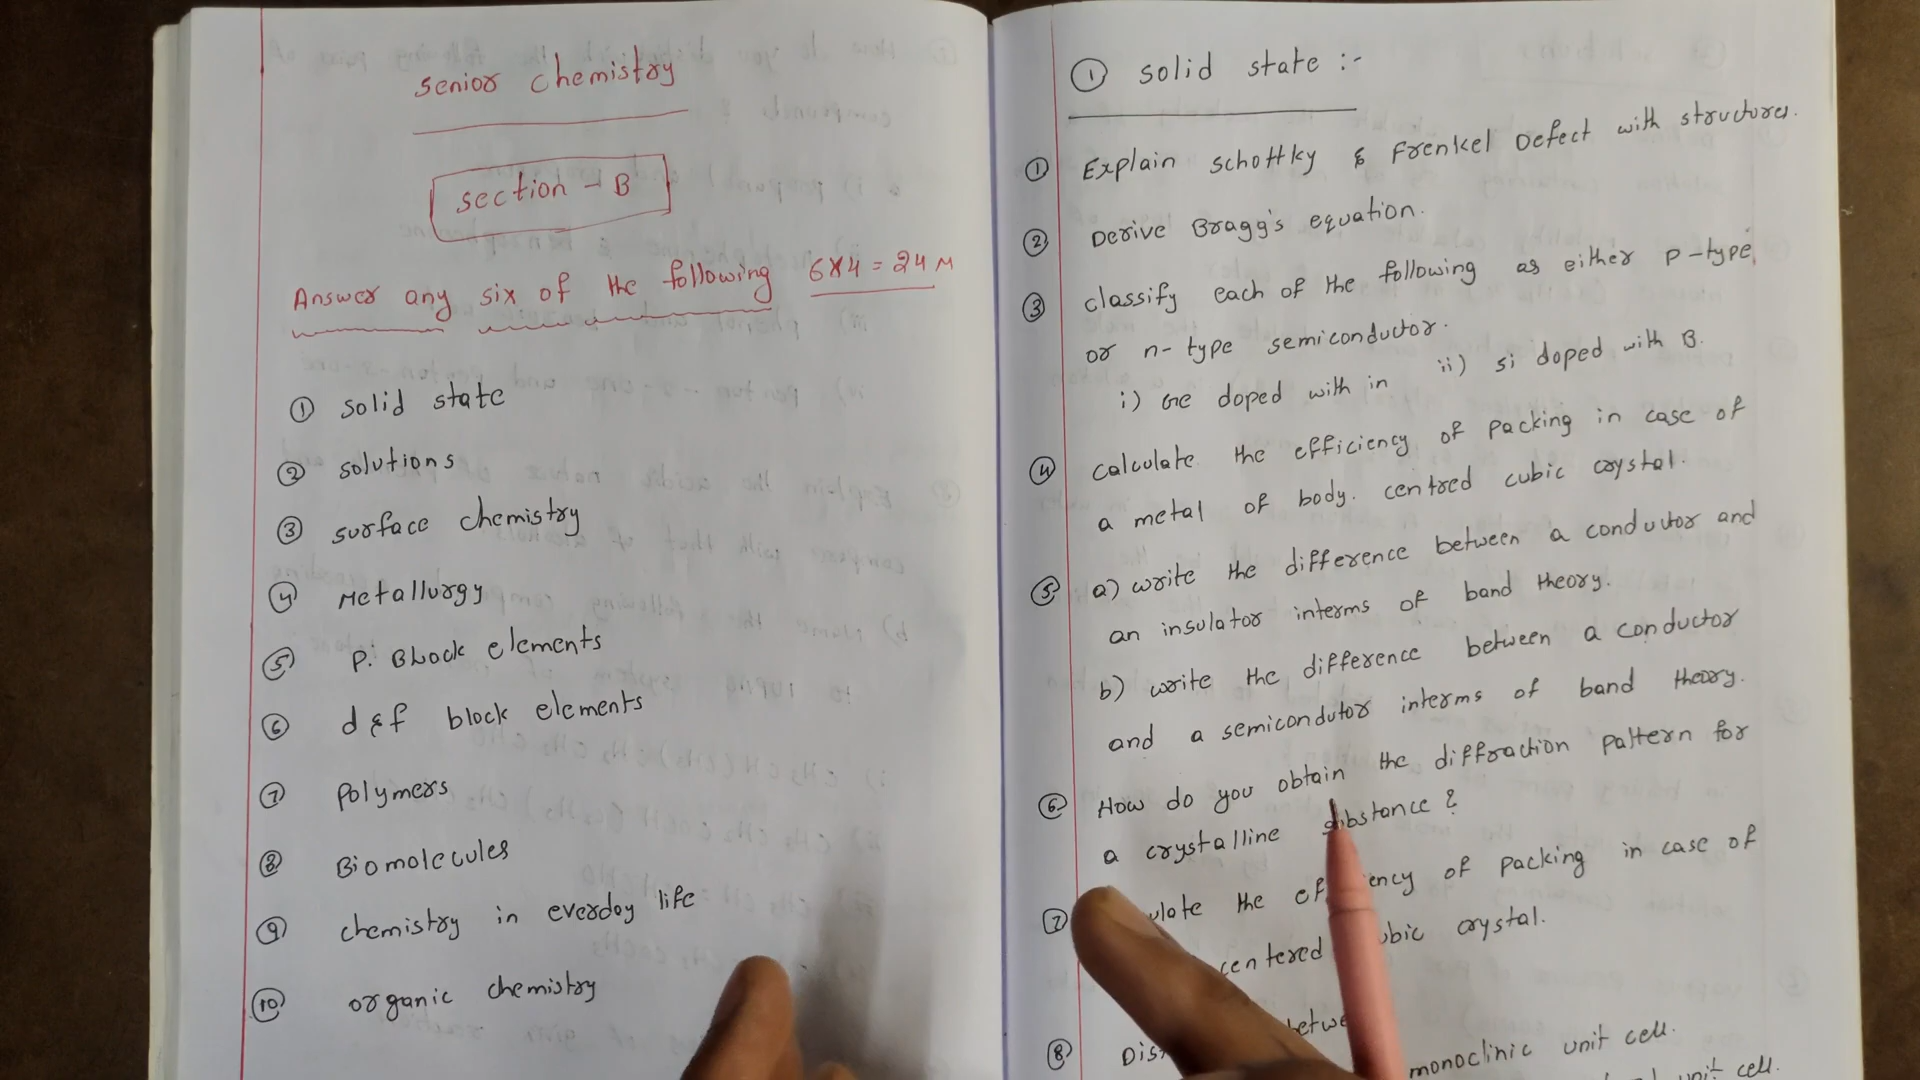 Senior Chemistry
Section - B
Answer any six of the following 6x4 = 24 M
① solid state
② solutions
③ surface chemistry
④ Metallurgy
⑤ P. Block elements
⑥ d & f block elements
⑦ Polymers
⑧ Biomolecules
⑨ chemistry in everday life
⑩ organic chemistry
① solid state :-
① Explain schottky & Frenkel Defect with structures.
② Derive Bragg's equation.
③ classify each of the following as either P-type
or n-type semiconductor.
i) Ge doped with in ii) si doped with B.
④ calculate the efficiency of packing in case of
a metal of body. centred cubic crystal.
⑤ a) write the difference between a conductor and
an insulator interms of band theory.
b) write the difference between a conductor
and a semicondutor interms of band theory.
⑥ How do you obtain the diffraction pattern for
a crystalline substance ?
⑦ the of packing in case of
centered crystal.
⑧
monoclinic unit cell.
unit cell.